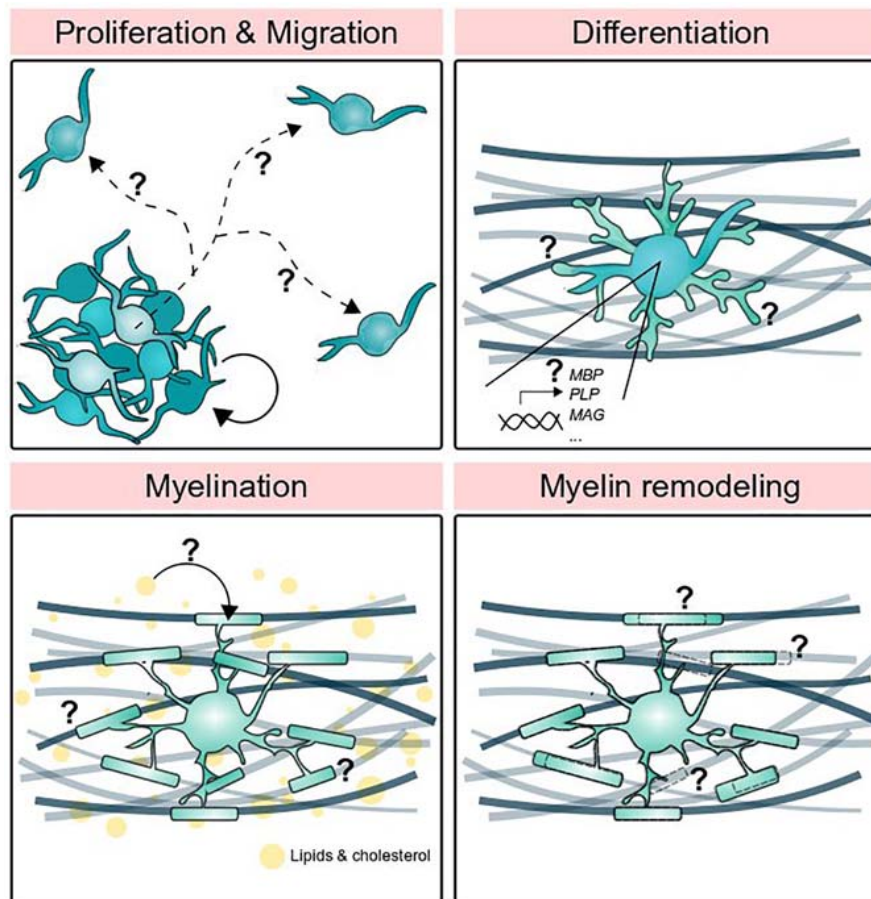 Proliferation & Migration
?
?
?
Differentiation
?
?
? MBP
PLP
MAG
...
Myelination
?
?
?
Lipids & cholesterol
Myelin remodeling
?
?
?